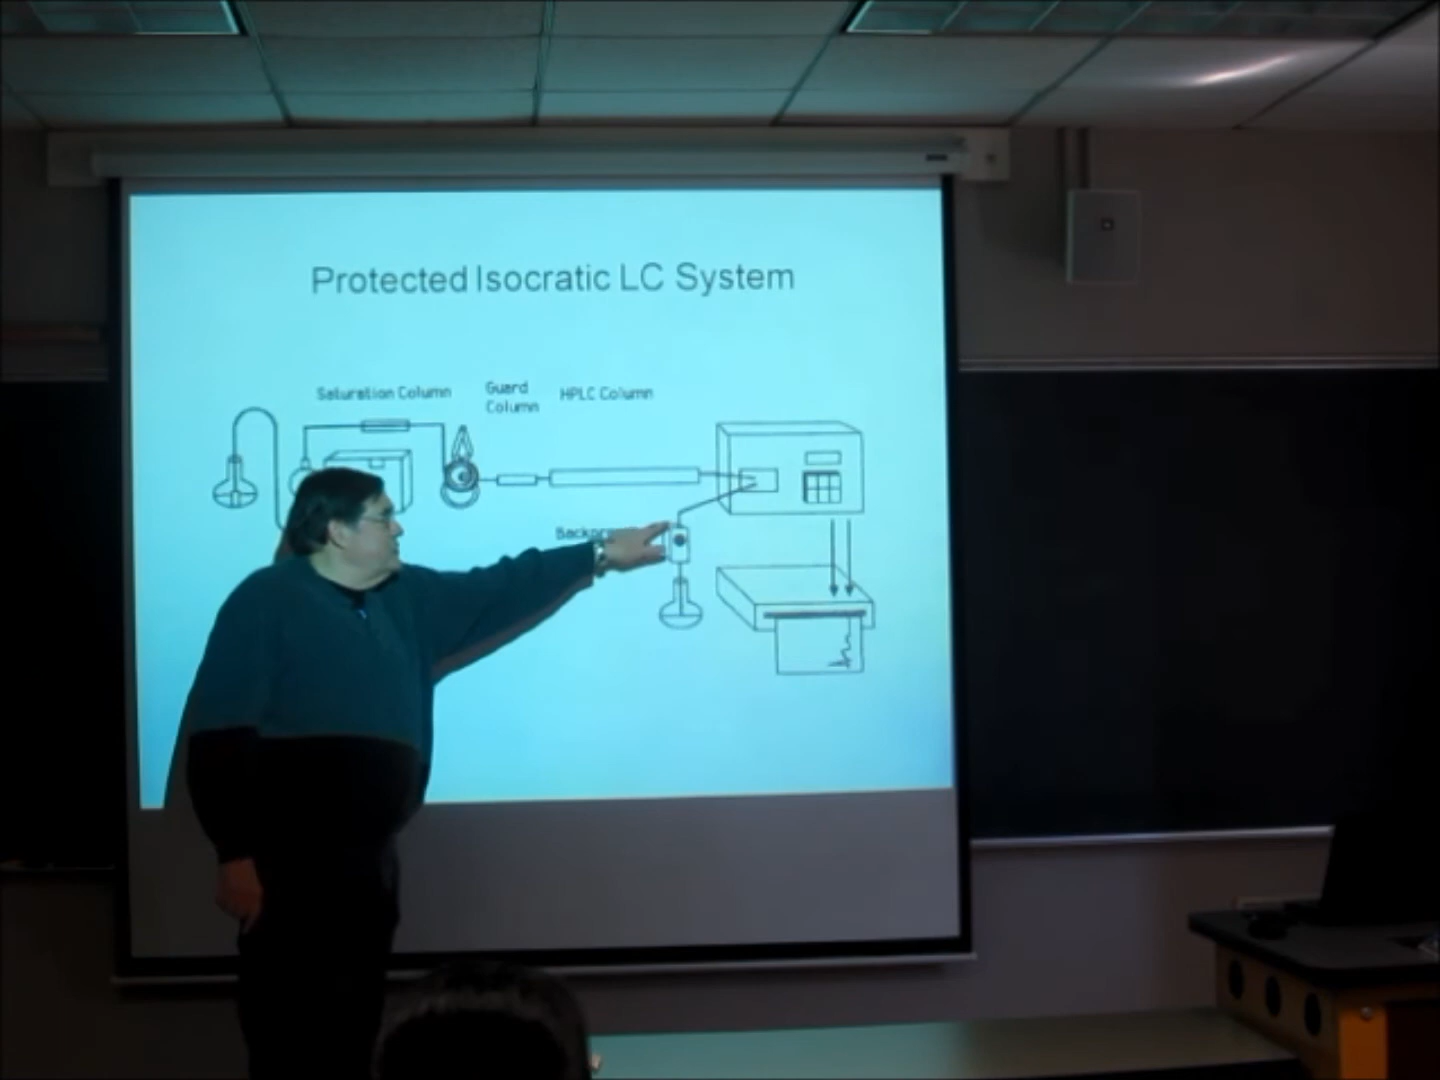 Protected Isocratic LC System
Saturation Column
Guard
Column
HPLC Column